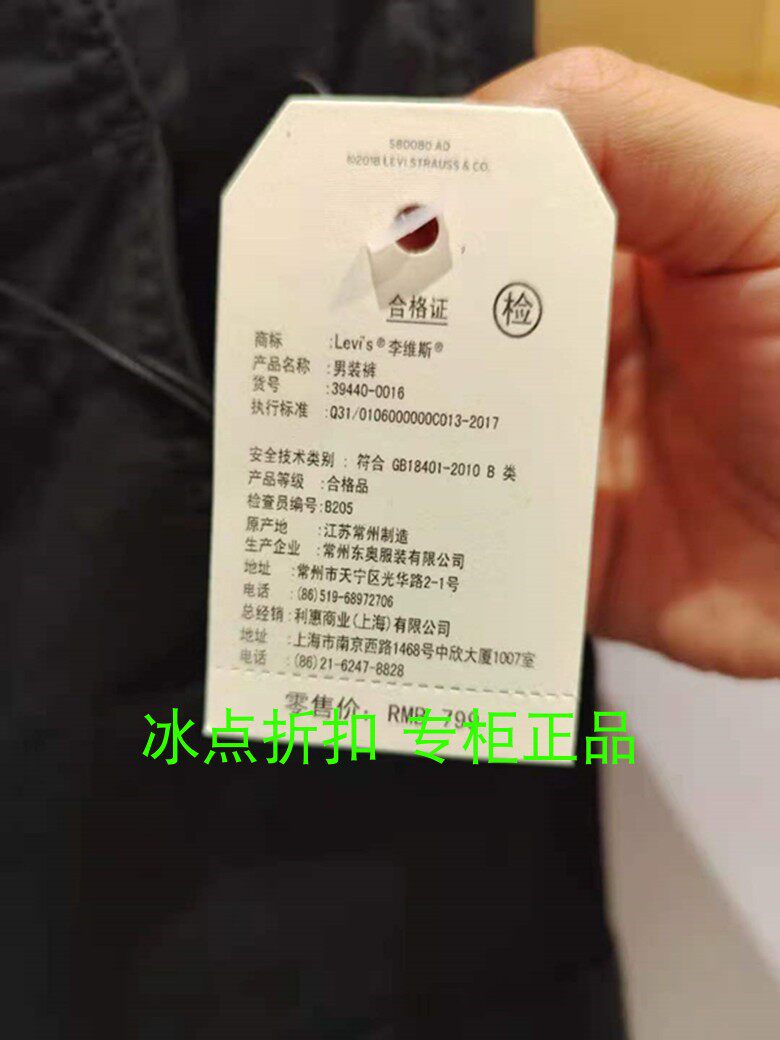 580080 AD
©2018 LEVI STRAUSS & CO.
合格证
检
商标 :Levi's®李维斯®
产品名称 :男装裤
货号 :39440-0016
执行标准 :Q31/0106000000C013-2017
安全技术类别 : 符合 GB18401-2010 B 类
产品等级 :合格品
检查员编号:B205
原产地 :江苏常州制造
生产企业 :常州东奥服装有限公司
地址 :常州市天宁区光华路2-1号
电话 :(86)519-68972706
总经销 :利惠商业(上海)有限公司
地址 :上海市南京西路1468号中欣大厦1007室
电话 :(86)21-6247-8828
零售价: RMB 799
冰点折扣 专柜正品